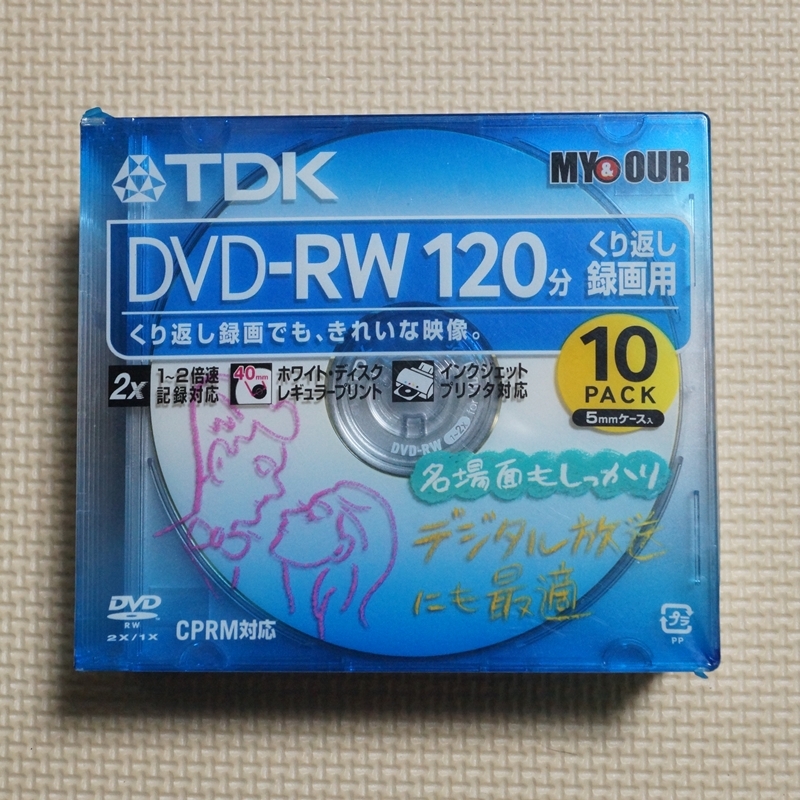 TDK
MY&OUR
DVD-RW 120分
くり返し
録画用
くり返し録画でも、きれいな映像。
10
PACK
5mmケース入
2x
1~2倍速
記録対応
40mm
ホワイト・ディスク
レギュラープリント
インクジェット
プリンタ対応
DVD-RW
1-2x
名場面もしっかり
デジタル放送
にも最適
DVD
RW
2X/1X
CPRM対応
プラ
PP